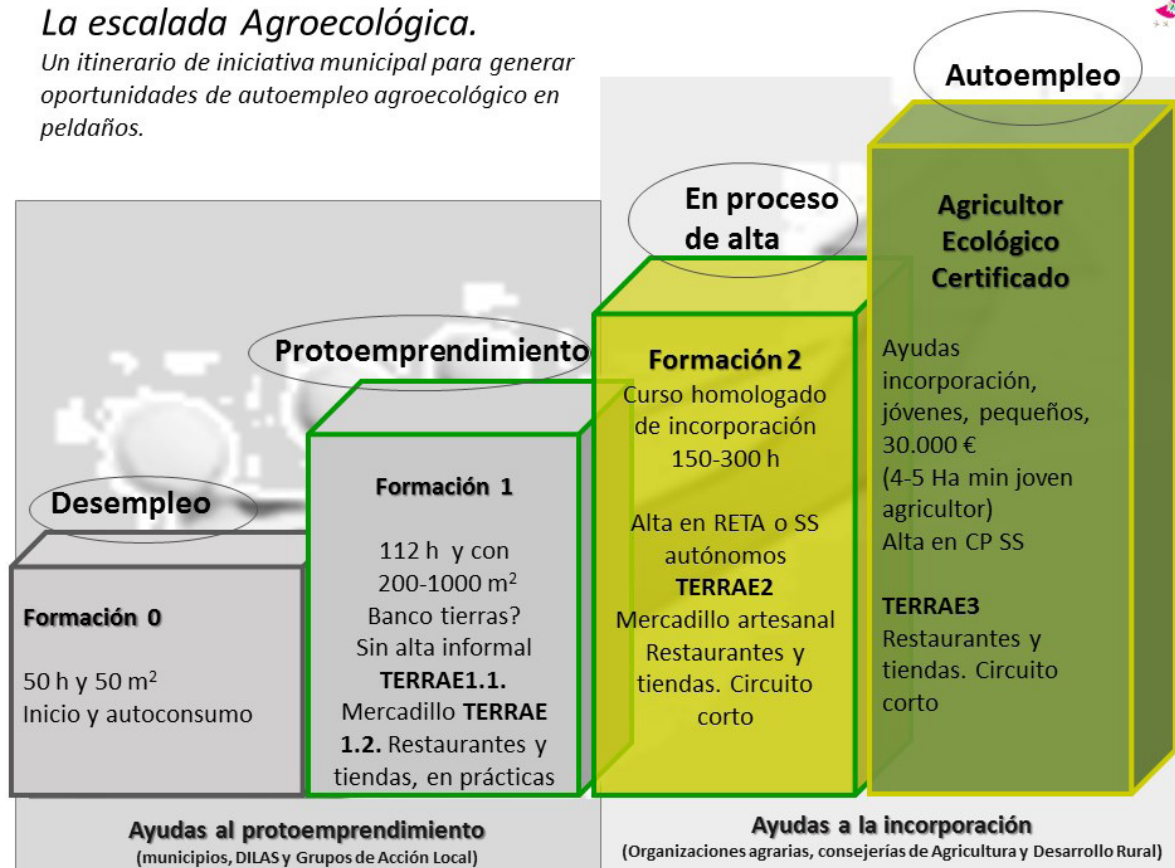 La escalada Agroecológica.
Un itinerario de iniciativa municipal para generar
oportunidades de autoempleo agroecológico en
peldaños.
Desempleo
Formación 0
50 h y 50 m²
Inicio y autoconsumo
Protoemprendimiento
Formación 1
112 h y con
200-1000 m²
Banco tierras?
Sin alta informal
TERRAE1.1.
Mercadillo TERRAE
1.2. Restaurantes y
tiendas, en prácticas
En proceso
de alta
Formación 2
Curso homologado
de incorporación
150-300 h
Alta en RETA o SS
autónomos
TERRAE2
Mercadillo artesanal
Restaurantes y
tiendas. Circuito
corto
Autoempleo
Agricultor
Ecológico
Certificado
Ayudas
incorporación,
jóvenes, pequeños,
30.000 €
(4-5 Ha min joven
agricultor)
Alta en CP SS
TERRAE3
Restaurantes y
tiendas. Circuito
corto
Ayudas al protoemprendimiento
(municipios, DILAS y Grupos de Acción Local)
Ayudas a la incorporación
(Organizaciones agrarias, consejerías de Agricultura y Desarrollo Rural)